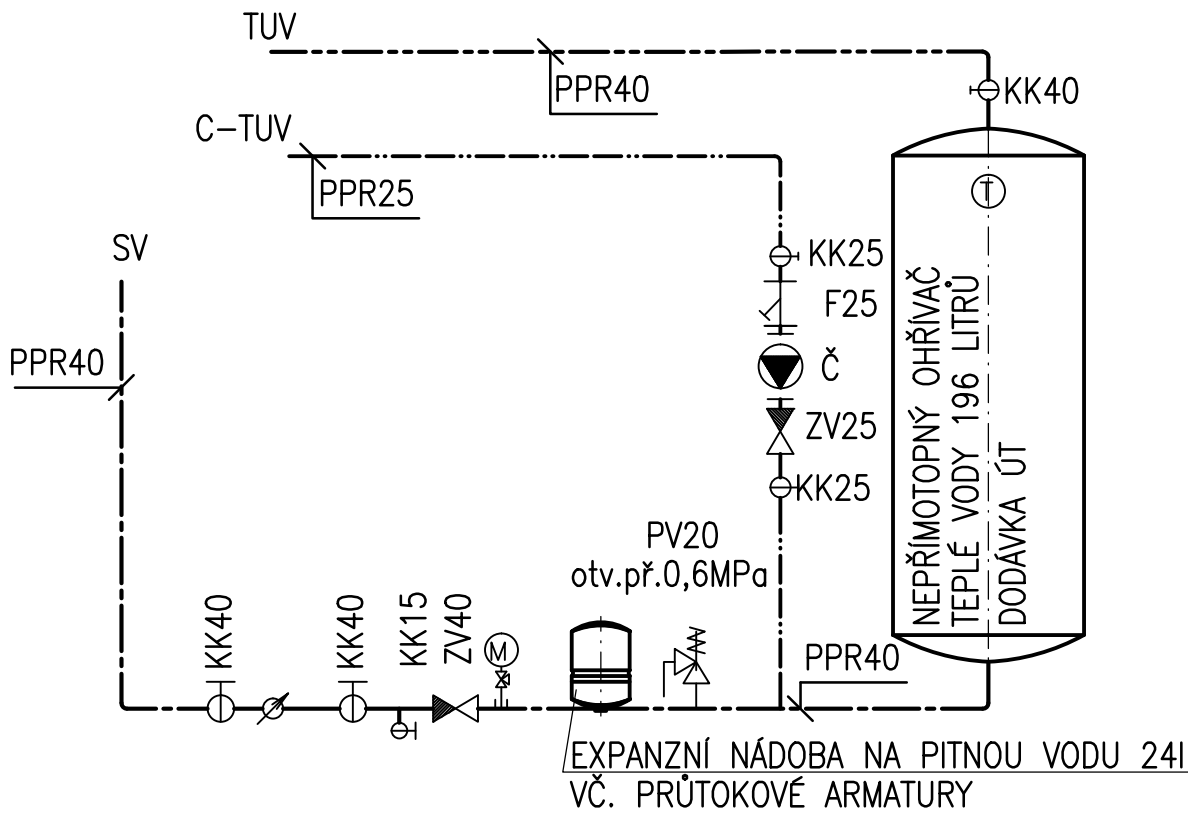 TUV
PPR40
KK40
C-TUV
PPR25
T
SV
KK25
F25
PPR40
Č
ZV25
KK25
NEPŘÍMOTOPNÝ OHŘÍVAČ
TEPLÉ VODY 196 LITRŮ
DODÁVKA ÚT
PV20
otv.př.0,6MPa
KK40
KK40
KK15
ZV40
M
PPR40
EXPANZNÍ NÁDOBA NA PITNOU VODU 24l
VČ. PRŮTOKOVÉ ARMATURY